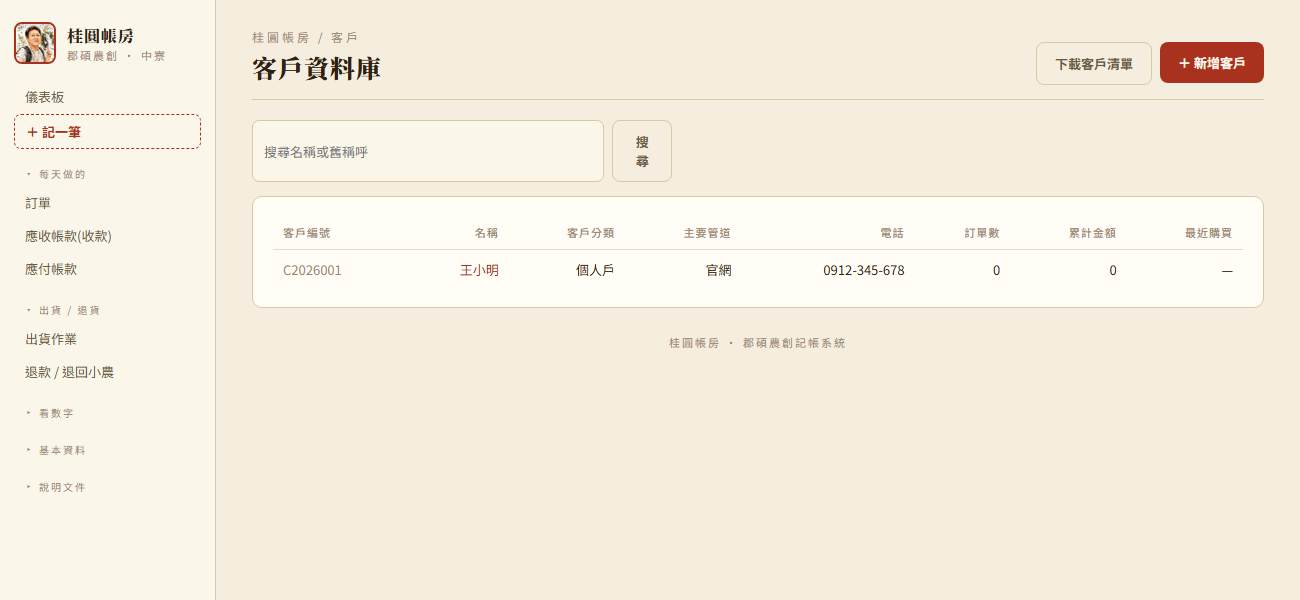 桂圓帳房
郡碩農創 · 中寮
儀表板
＋ 記一筆
每天做的
訂單
應收帳款(收款)
應付帳款
出貨 / 退貨
出貨作業
退款 / 退回小農
看數字
基本資料
說明文件
桂圓帳房 / 客戶
客戶資料庫
下載客戶清單
＋ 新增客戶
搜尋名稱或舊稱呼
搜
尋
客戶編號 名稱 客戶分類 主要管道 電話 訂單數 累計金額 最近購買
C2026001 王小明 個人戶 官網 0912-345-678 0 0 —
桂圓帳房 · 郡碩農創記帳系統